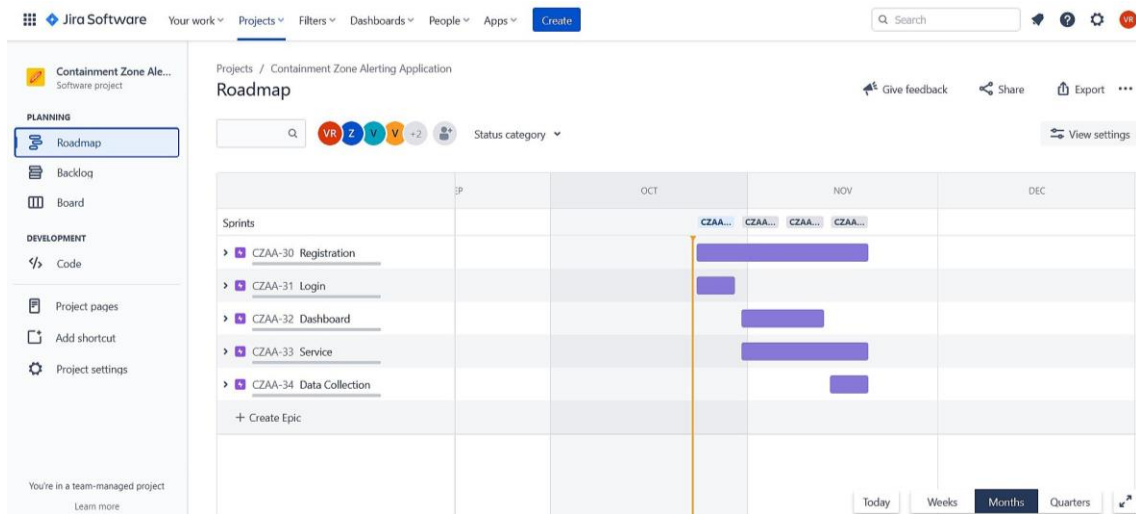 Jira Software Your work Projects Filters Dashboards People Apps Create Search VR
Containment Zone Ale...
Software project
PLANNING
Roadmap
Backlog
Board
DEVELOPMENT
Code
Project pages
Add shortcut
Project settings
You're in a team-managed project
Learn more
Projects / Containment Zone Alerting Application
Roadmap
Give feedback Share Export
VR Z V V +2 Status category View settings
EP OCT NOV DEC
Sprints CZAA... CZAA... CZAA... CZAA...
CZAA-30 Registration
CZAA-31 Login
CZAA-32 Dashboard
CZAA-33 Service
CZAA-34 Data Collection
+ Create Epic
Today Weeks Months Quarters